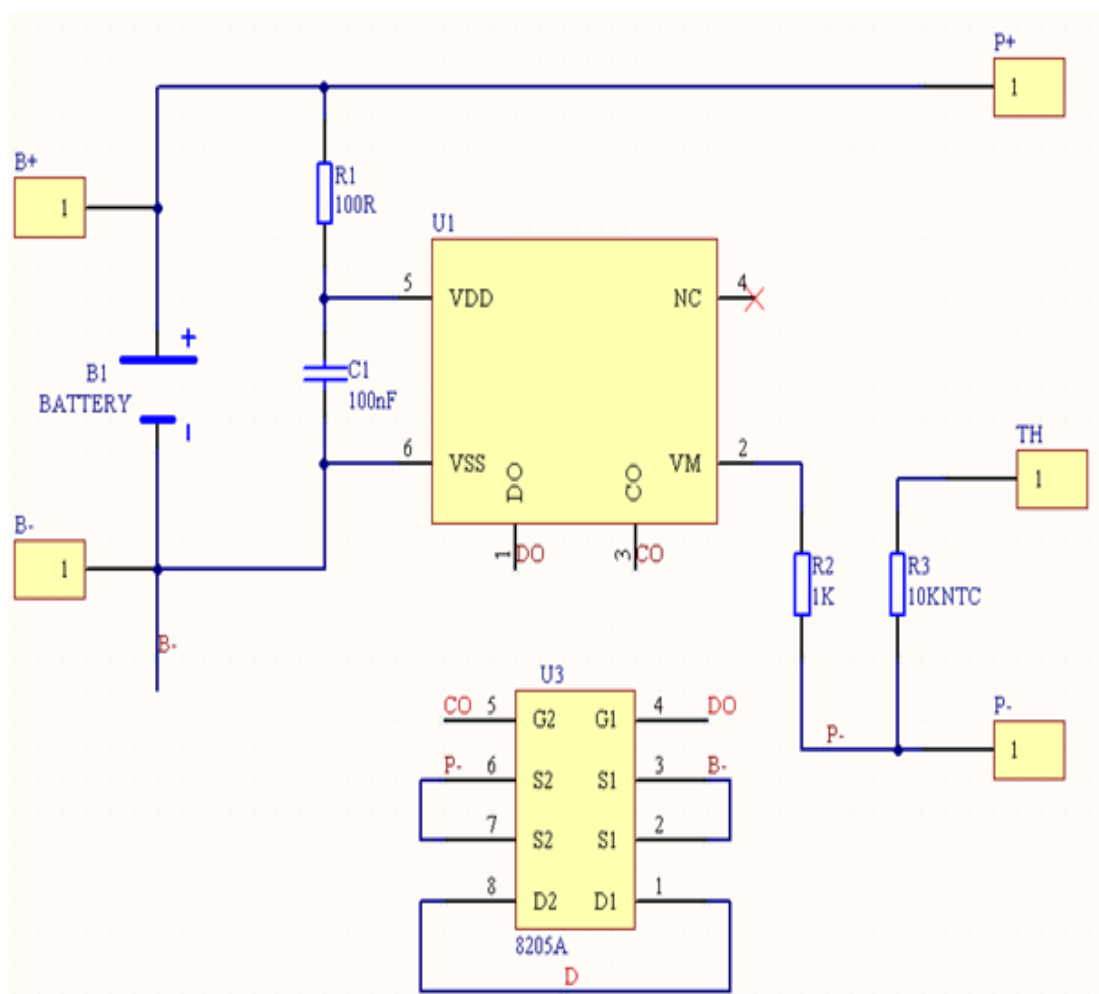 P+
1
B+
1
R1
100R
U1
5
VDD
NC
4
+
B1
BATTERY
C1
100nF
6
VSS
DO
CO
VM
2
TH
1
B-
1
1
DO
3
CO
R2
1K
R3
10KNTC
B-
U3
CO
5
G2
G1
4
DO
P-
P-
1
P-
6
S2
S1
3
B-
7
S2
S1
2
8
D2
D1
1
8205A
D